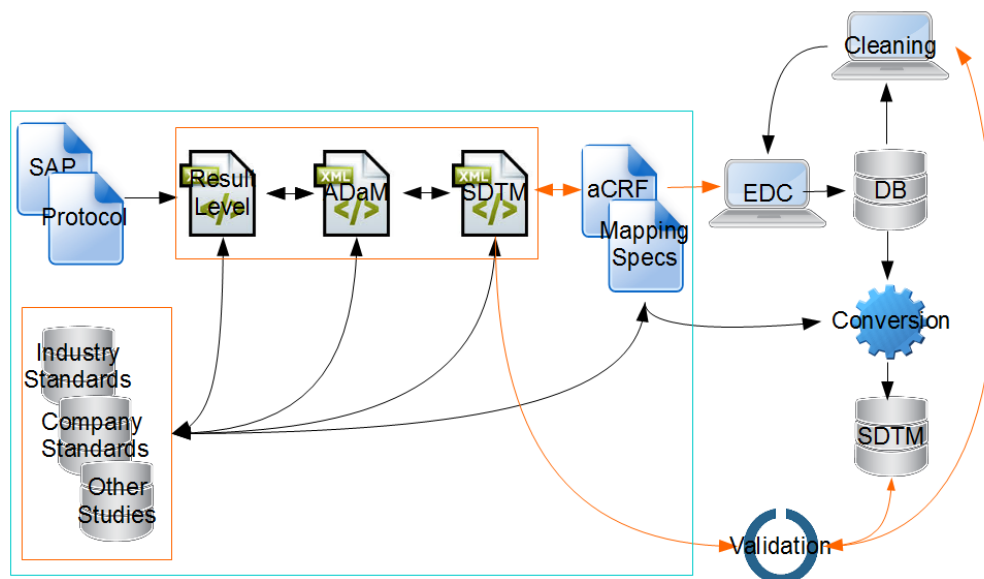 Cleaning
SAP
Protocol
XML
Result
Level
XML
ADaM
XML
SDTM
aCRF
Mapping
Specs
EDC
DB
Conversion
Industry
Standards
Company
Standards
Other
Studies
SDTM
Validation